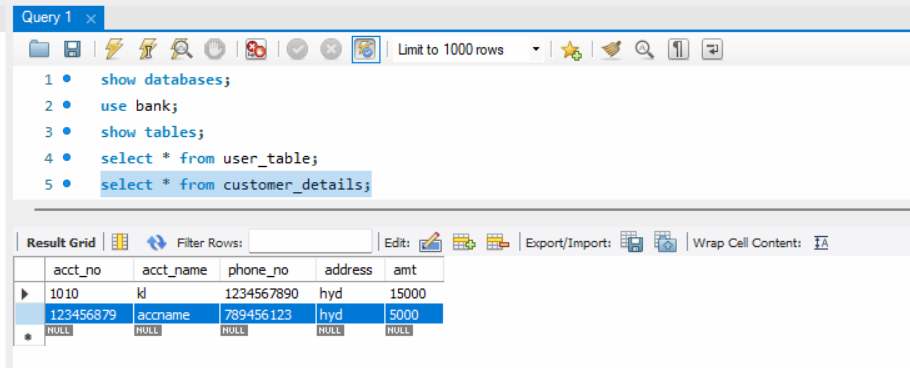 Query 1
Limit to 1000 rows
1 show databases;
2 use bank;
3 show tables;
4 select * from user_table;
5 select * from customer_details;
Result Grid Filter Rows: Edit: Export/Import: Wrap Cell Content: IA
acct_no acct_name phone_no address amt
1010 kl 1234567890 hyd 15000
123456879 accname 789456123 hyd 5000
NULL NULL NULL NULL NULL